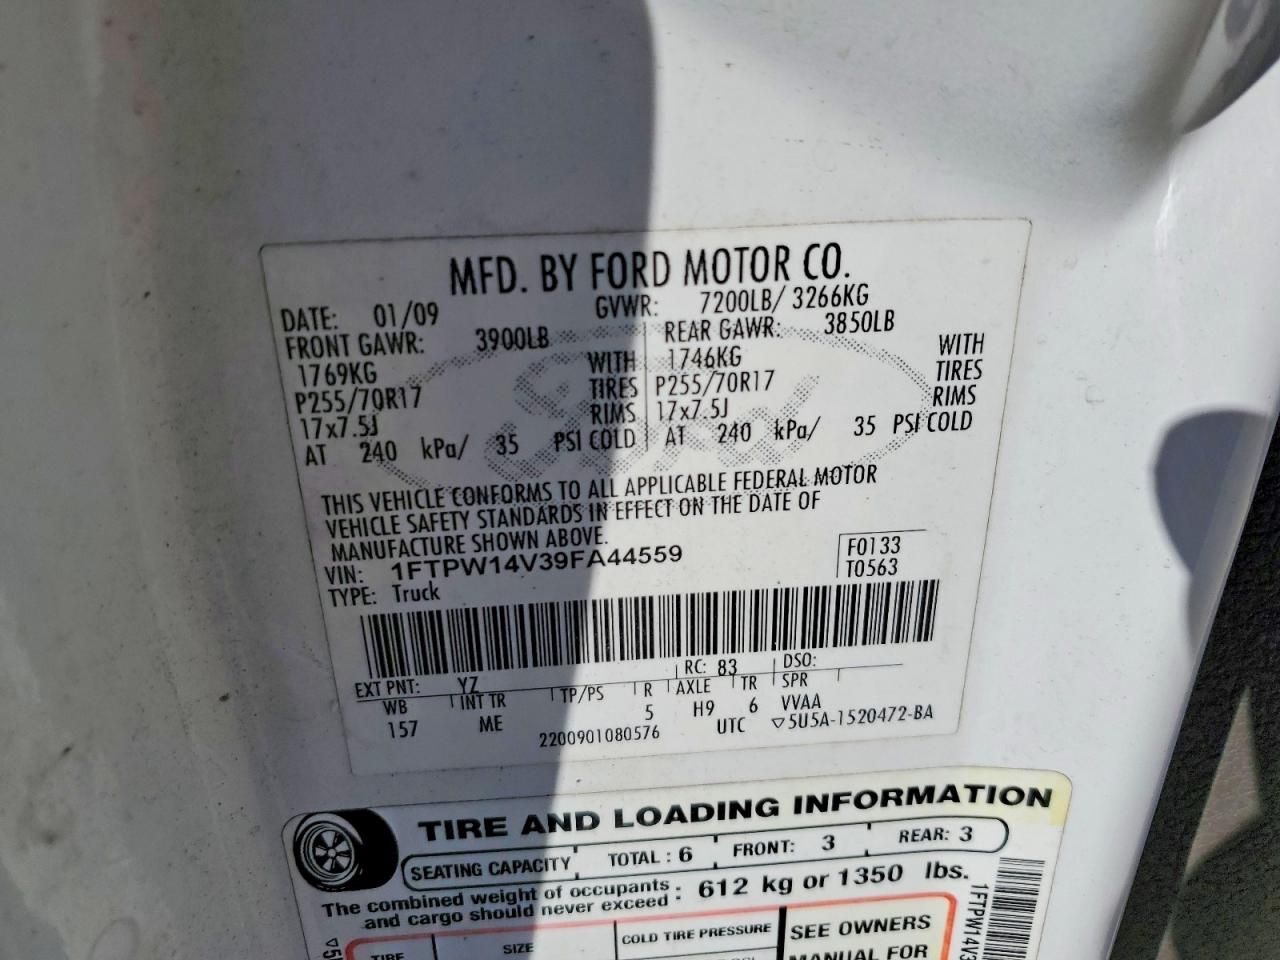 MFD. BY FORD MOTOR CO.
DATE: 01/09 GVWR: 7200LB/ 3266KG
FRONT GAWR: 3900LB REAR GAWR: 3850LB
1769KG WITH 1746KG WITH
P255/70R17 TIRES P255/70R17 TIRES
17x7.5J RIMS 17x7.5J RIMS
AT 240 kPa/ 35 PSI COLD AT 240 kPa/ 35 PSI COLD
Ford
THIS VEHICLE CONFORMS TO ALL APPLICABLE FEDERAL MOTOR
VEHICLE SAFETY STANDARDS IN EFFECT ON THE DATE OF
MANUFACTURE SHOWN ABOVE.
VIN: 1FTPW14V39FA44559 F0133
TYPE: Truck T0563
EXT PNT: YZ RC: 83 DSO:
WB INT TR TP/PS R AXLE TR SPR
157 ME 5 H9 6 VVAA
2200901080576 UTC ▽5U5A-1520472-BA
TIRE AND LOADING INFORMATION
SEATING CAPACITY TOTAL : 6 FRONT: 3 REAR: 3
The combined weight of occupants : 612 kg or 1350 lbs.
and cargo should never exceed
TIRE SIZE COLD TIRE PRESSURE SEE OWNERS
MANUAL FOR
1FTPW14V3